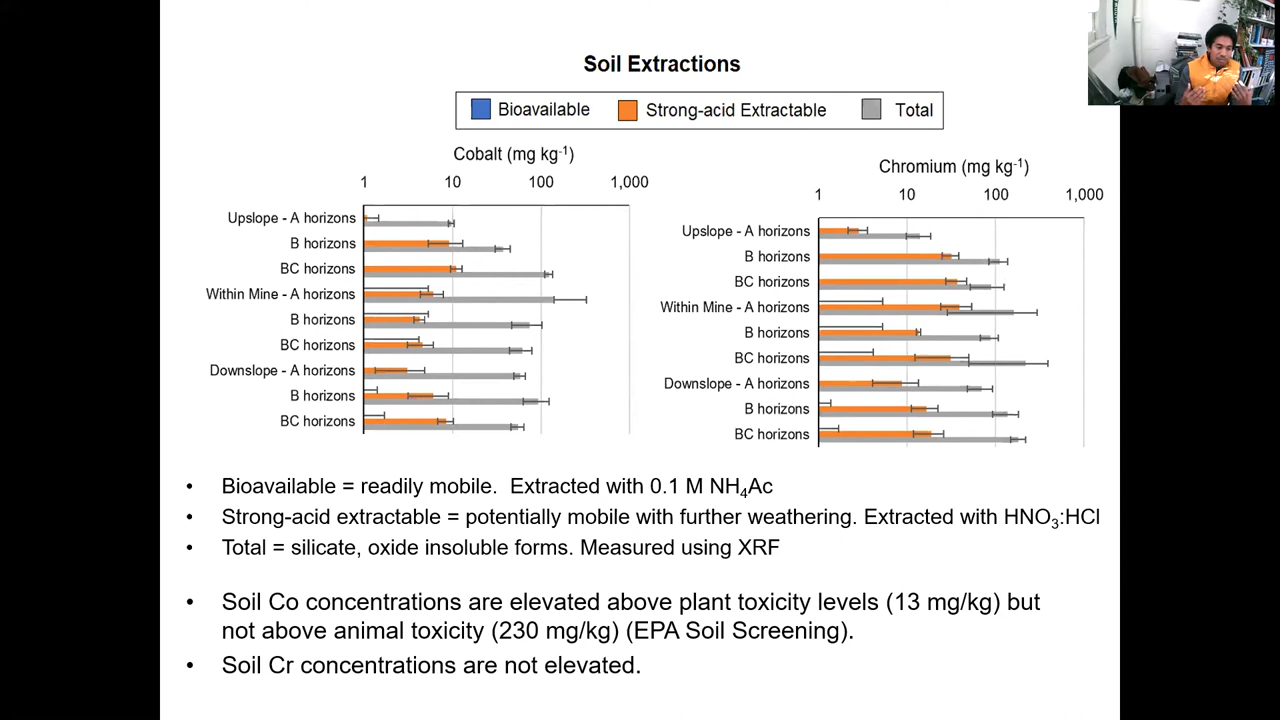 Soil Extractions
Bioavailable Strong-acid Extractable Total
Cobalt (mg kg⁻¹)
1 10 100 1,000
Upslope - A horizons
B horizons
BC horizons
Within Mine - A horizons
B horizons
BC horizons
Downslope - A horizons
B horizons
BC horizons
Chromium (mg kg⁻¹)
1 10 100 1,000
Upslope - A horizons
B horizons
BC horizons
Within Mine - A horizons
B horizons
BC horizons
Downslope - A horizons
B horizons
BC horizons
• Bioavailable = readily mobile. Extracted with 0.1 M NH₄Ac
• Strong-acid extractable = potentially mobile with further weathering. Extracted with HNO₃:HCl
• Total = silicate, oxide insoluble forms. Measured using XRF
• Soil Co concentrations are elevated above plant toxicity levels (13 mg/kg) but
not above animal toxicity (230 mg/kg) (EPA Soil Screening).
• Soil Cr concentrations are not elevated.